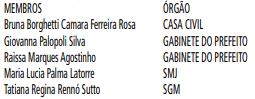 MEMBROS ÓRGÃO
Bruna Borghetti Camara Ferreira Rosa CASA CIVIL
Giovanna Palopoli Silva GABINETE DO PREFEITO
Raissa Marques Agostinho GABINETE DO PREFEITO
Maria Lucia Palma Latorre SMJ
Tatiana Regina Rennó Sutto SGM